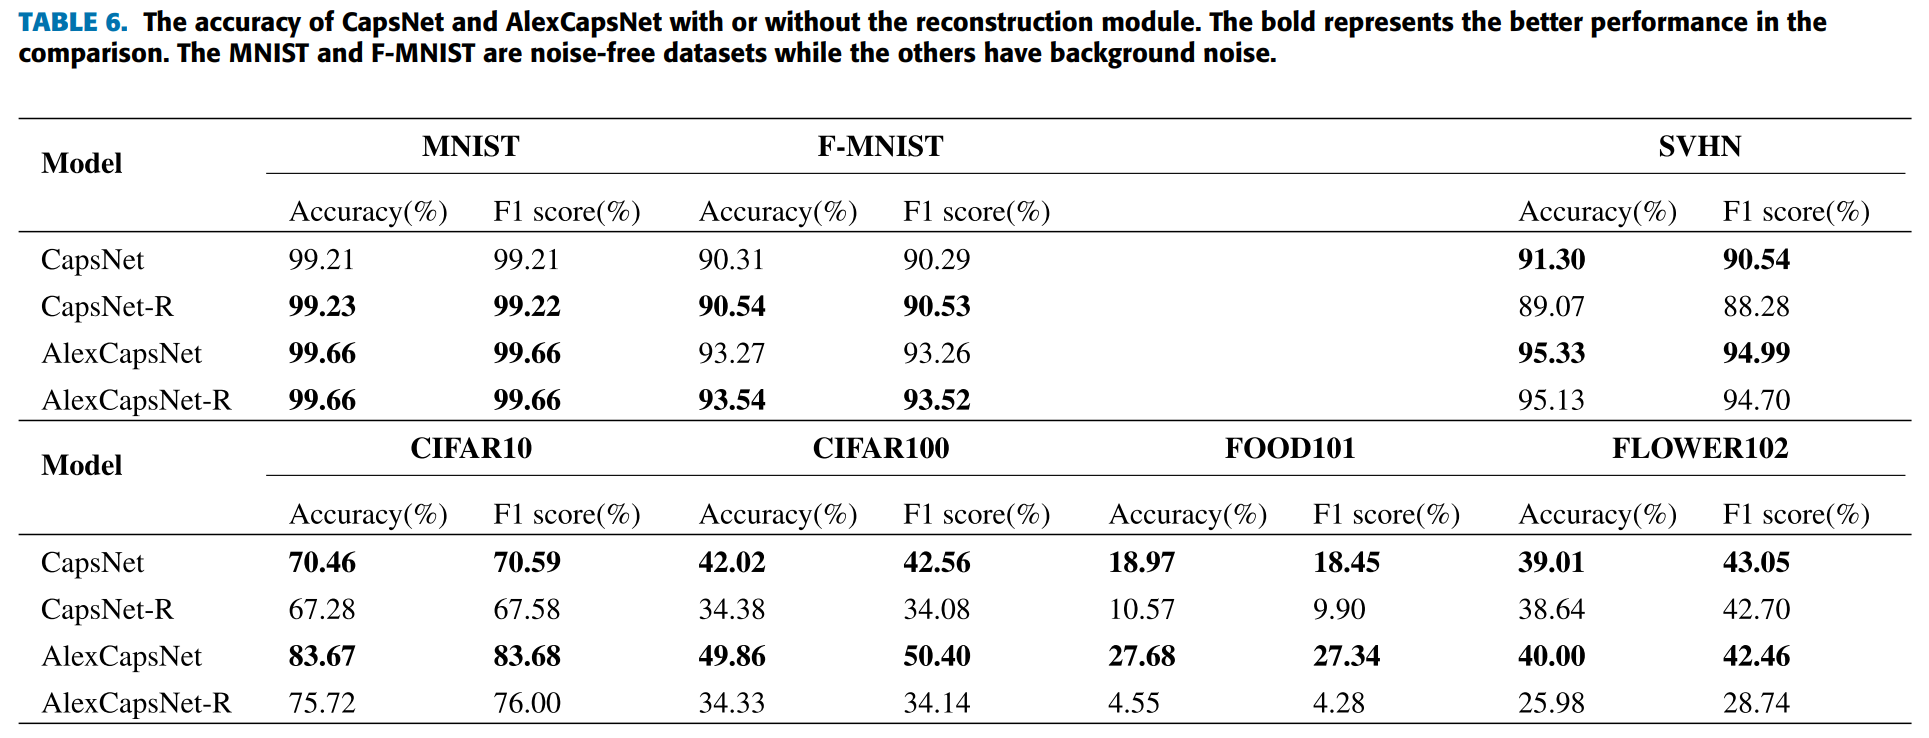 TABLE 6. The accuracy of CapsNet and AlexCapsNet with or without the reconstruction module. The bold represents the better performance in the
comparison. The MNIST and F-MNIST are noise-free datasets while the others have background noise.
Model MNIST F-MNIST SVHN
Accuracy(%) F1 score(%) Accuracy(%) F1 score(%) Accuracy(%) F1 score(%)
CapsNet 99.21 99.21 90.31 90.29 91.30 90.54
CapsNet-R 99.23 99.22 90.54 90.53 89.07 88.28
AlexCapsNet 99.66 99.66 93.27 93.26 95.33 94.99
AlexCapsNet-R 99.66 99.66 93.54 93.52 95.13 94.70
Model CIFAR10 CIFAR100 FOOD101 FLOWER102
Accuracy(%) F1 score(%) Accuracy(%) F1 score(%) Accuracy(%) F1 score(%) Accuracy(%) F1 score(%)
CapsNet 70.46 70.59 42.02 42.56 18.97 18.45 39.01 43.05
CapsNet-R 67.28 67.58 34.38 34.08 10.57 9.90 38.64 42.70
AlexCapsNet 83.67 83.68 49.86 50.40 27.68 27.34 40.00 42.46
AlexCapsNet-R 75.72 76.00 34.33 34.14 4.55 4.28 25.98 28.74